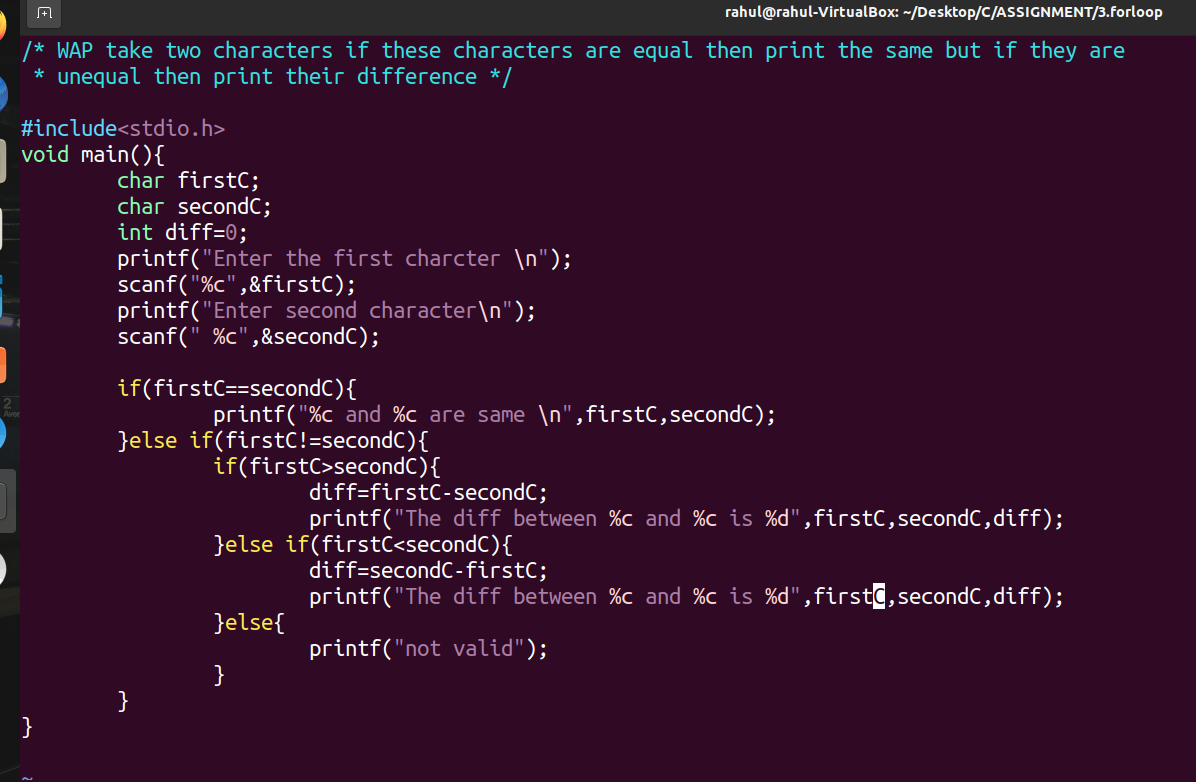 rahul@rahul-VirtualBox: ~/Desktop/C/ASSIGNMENT/3.forloop
/* WAP take two characters if these characters are equal then print the same but if they are
 * unequal then print their difference */

#include<stdio.h>
void main(){
        char firstC;
        char secondC;
        int diff=0;
        printf("Enter the first charcter \n");
        scanf("%c",&firstC);
        printf("Enter second character\n");
        scanf(" %c",&secondC);

        if(firstC==secondC){
                printf("%c and %c are same \n",firstC,secondC);
        }else if(firstC!=secondC){
                if(firstC>secondC){
                        diff=firstC-secondC;
                        printf("The diff between %c and %c is %d",firstC,secondC,diff);
                }else if(firstC<secondC){
                        diff=secondC-firstC;
                        printf("The diff between %c and %c is %d",firstC,secondC,diff);
                }else{
                        printf("not valid");
                }
        }
}
~